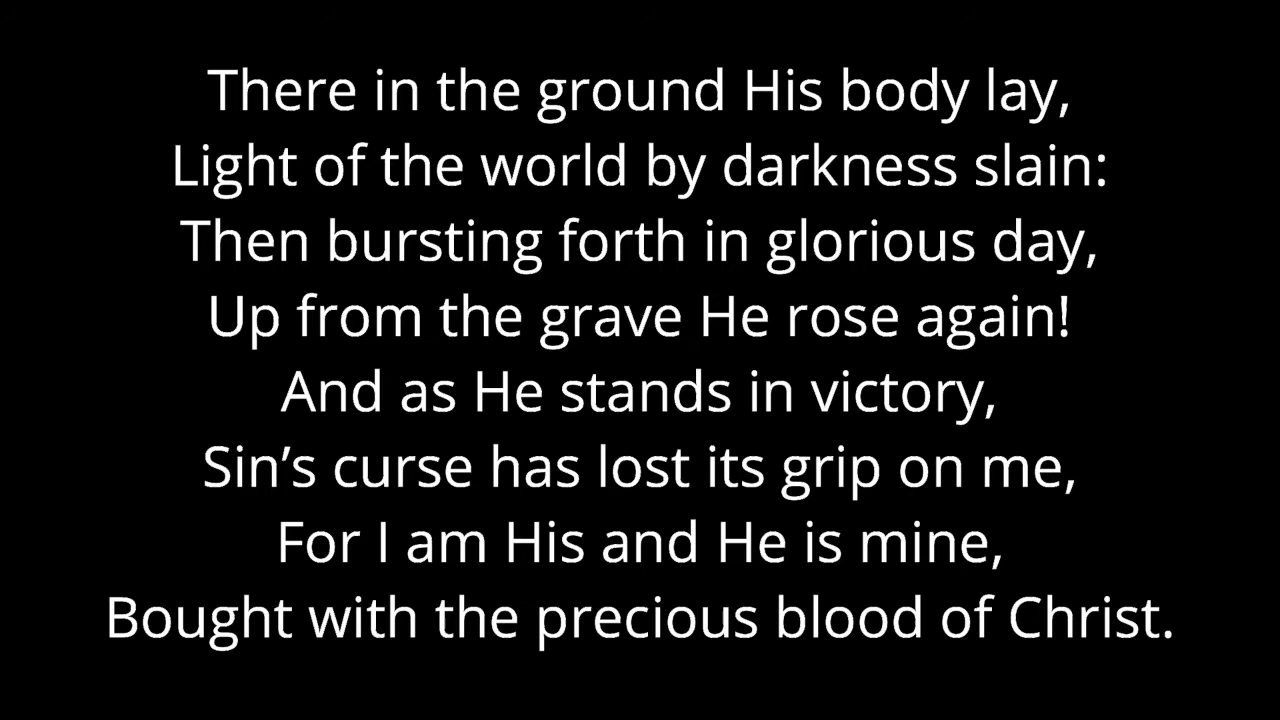 There in the ground His body lay,
Light of the world by darkness slain:
Then bursting forth in glorious day,
Up from the grave He rose again!
And as He stands in victory,
Sin’s curse has lost its grip on me,
For I am His and He is mine,
Bought with the precious blood of Christ.